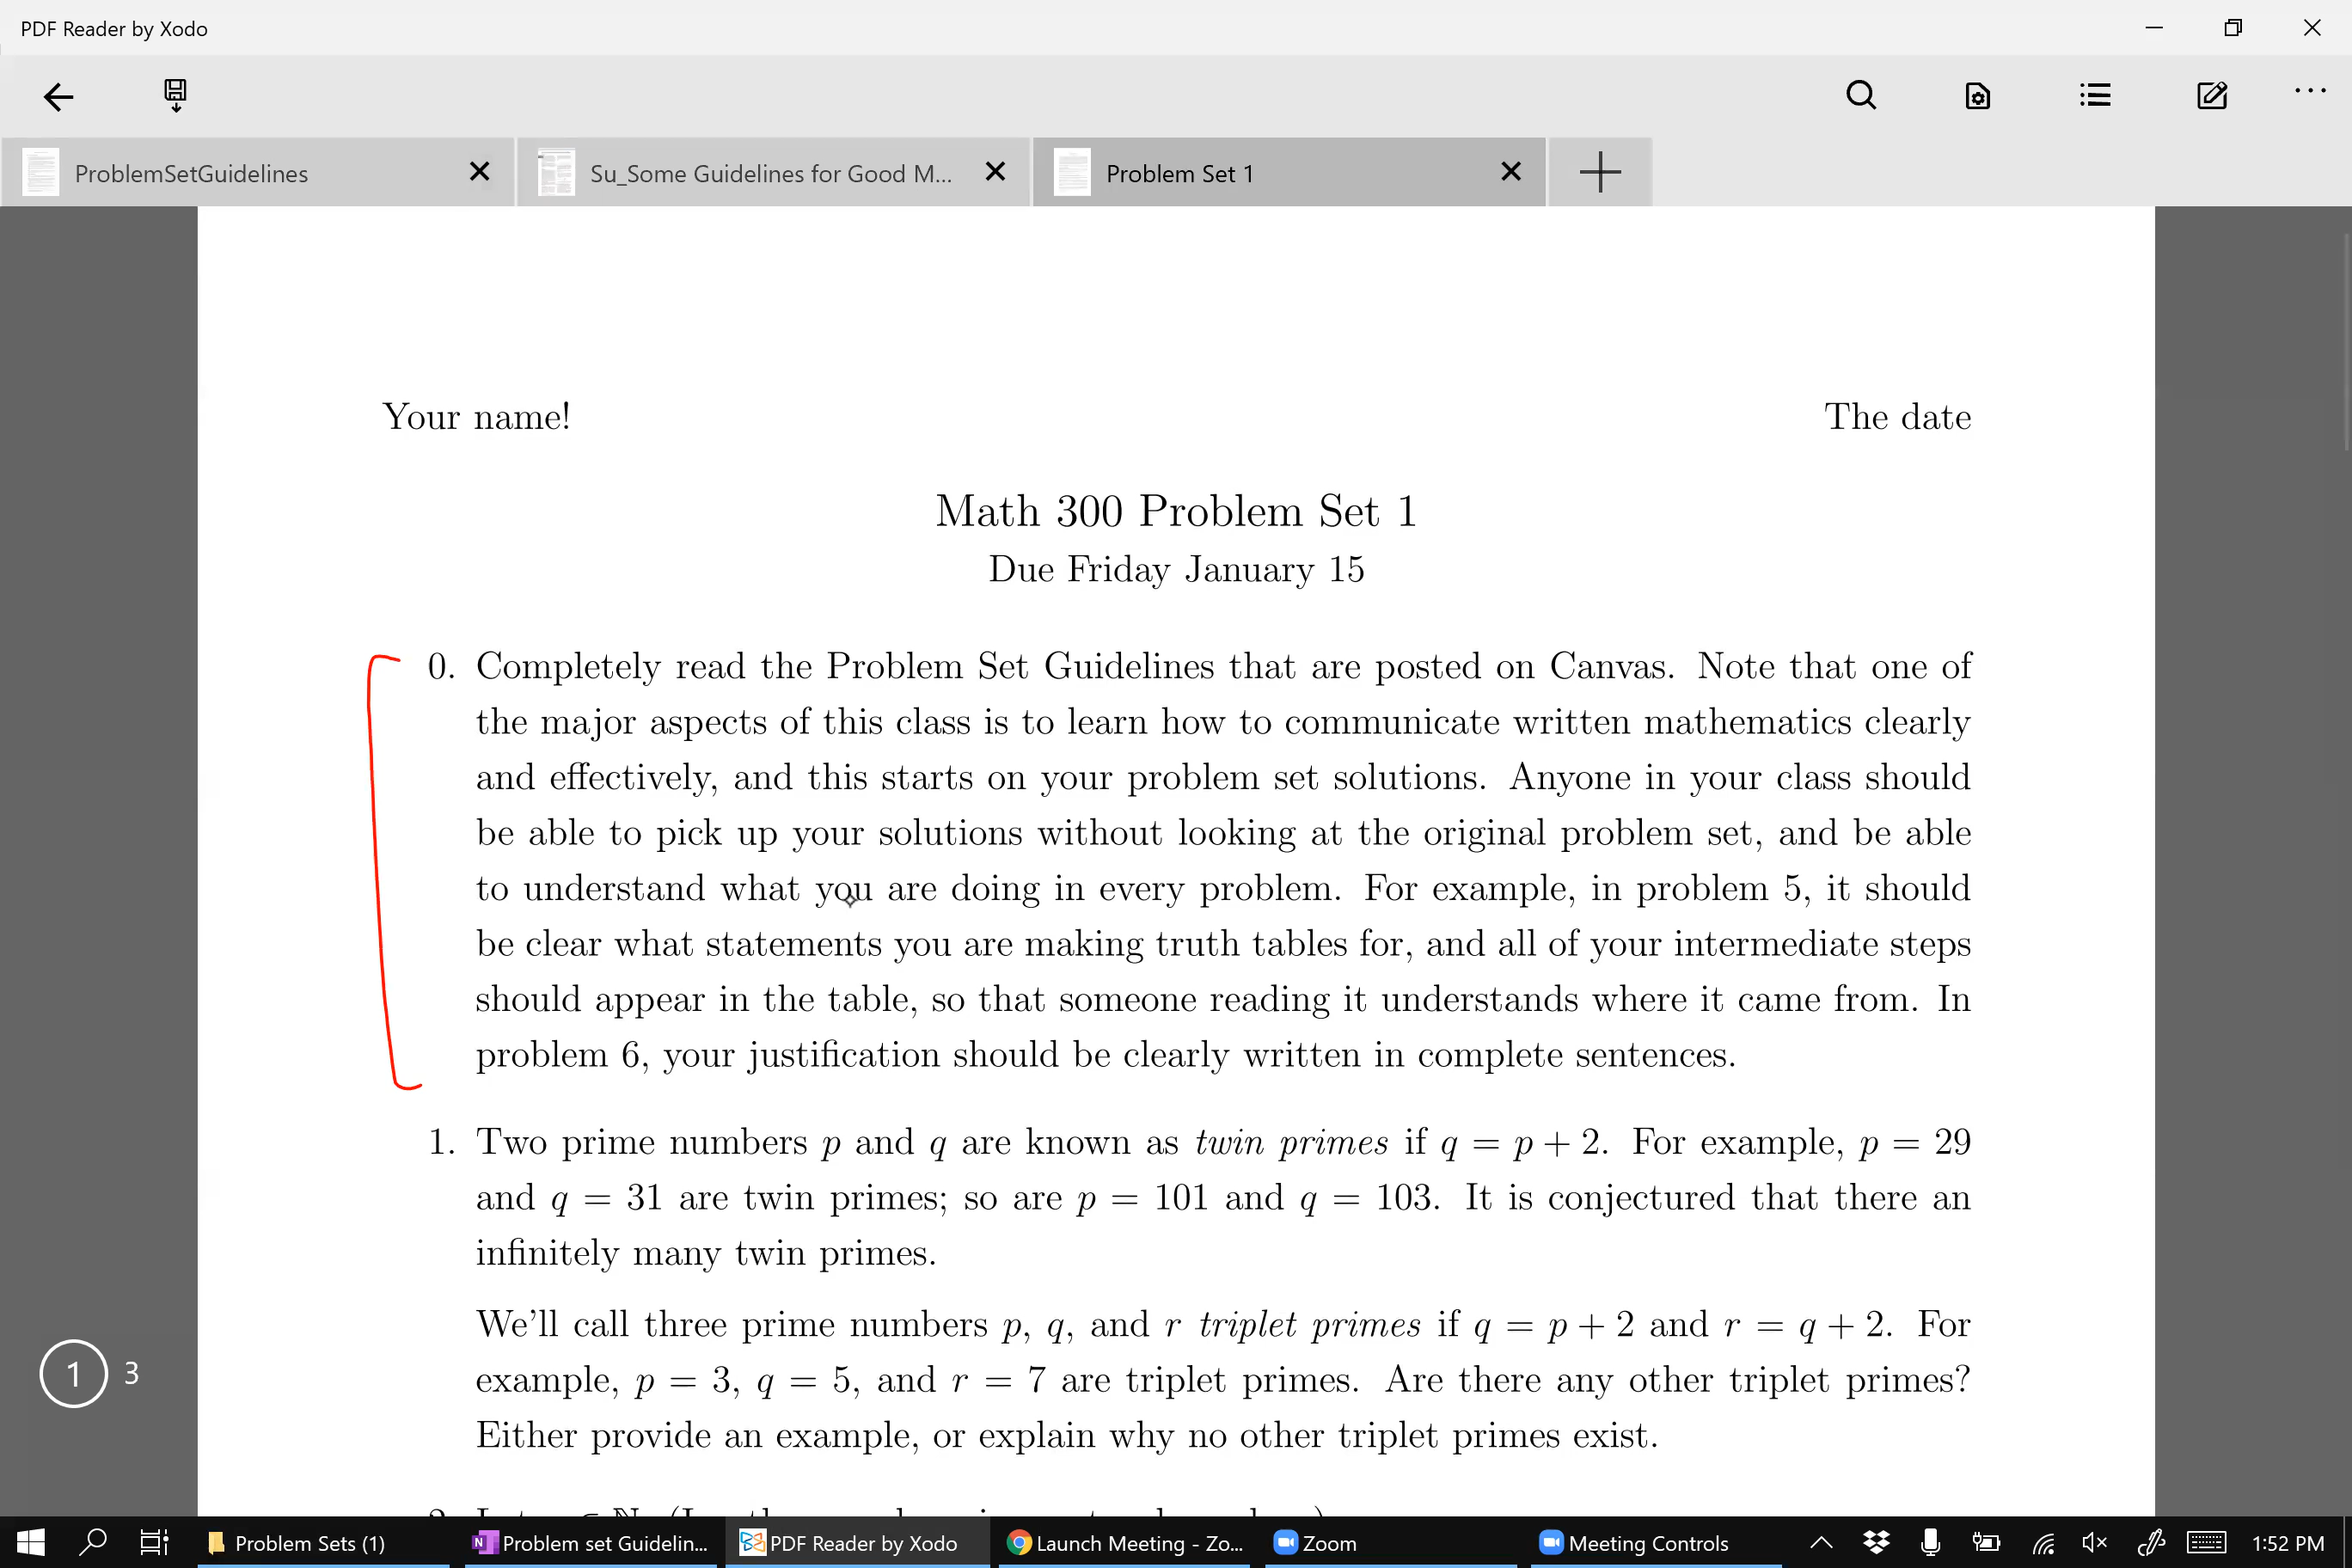 PDF Reader by Xodo
ProblemSetGuidelines
Su_Some Guidelines for Good M...
Problem Set 1
Your name!
The date
Math 300 Problem Set 1
Due Friday January 15
0. Completely read the Problem Set Guidelines that are posted on Canvas. Note that one of
the major aspects of this class is to learn how to communicate written mathematics clearly
and effectively, and this starts on your problem set solutions. Anyone in your class should
be able to pick up your solutions without looking at the original problem set, and be able
to understand what you are doing in every problem. For example, in problem 5, it should
be clear what statements you are making truth tables for, and all of your intermediate steps
should appear in the table, so that someone reading it understands where it came from. In
problem 6, your justification should be clearly written in complete sentences.
1. Two prime numbers p and q are known as twin primes if q = p + 2. For example, p = 29
and q = 31 are twin primes; so are p = 101 and q = 103. It is conjectured that there an
infinitely many twin primes.
We'll call three prime numbers p, q, and r triplet primes if q = p + 2 and r = q + 2. For
example, p = 3, q = 5, and r = 7 are triplet primes. Are there any other triplet primes?
Either provide an example, or explain why no other triplet primes exist.
1 3
Problem Sets (1)
Problem set Guidelin...
PDF Reader by Xodo
Launch Meeting - Zo...
Zoom
Meeting Controls
1:52 PM